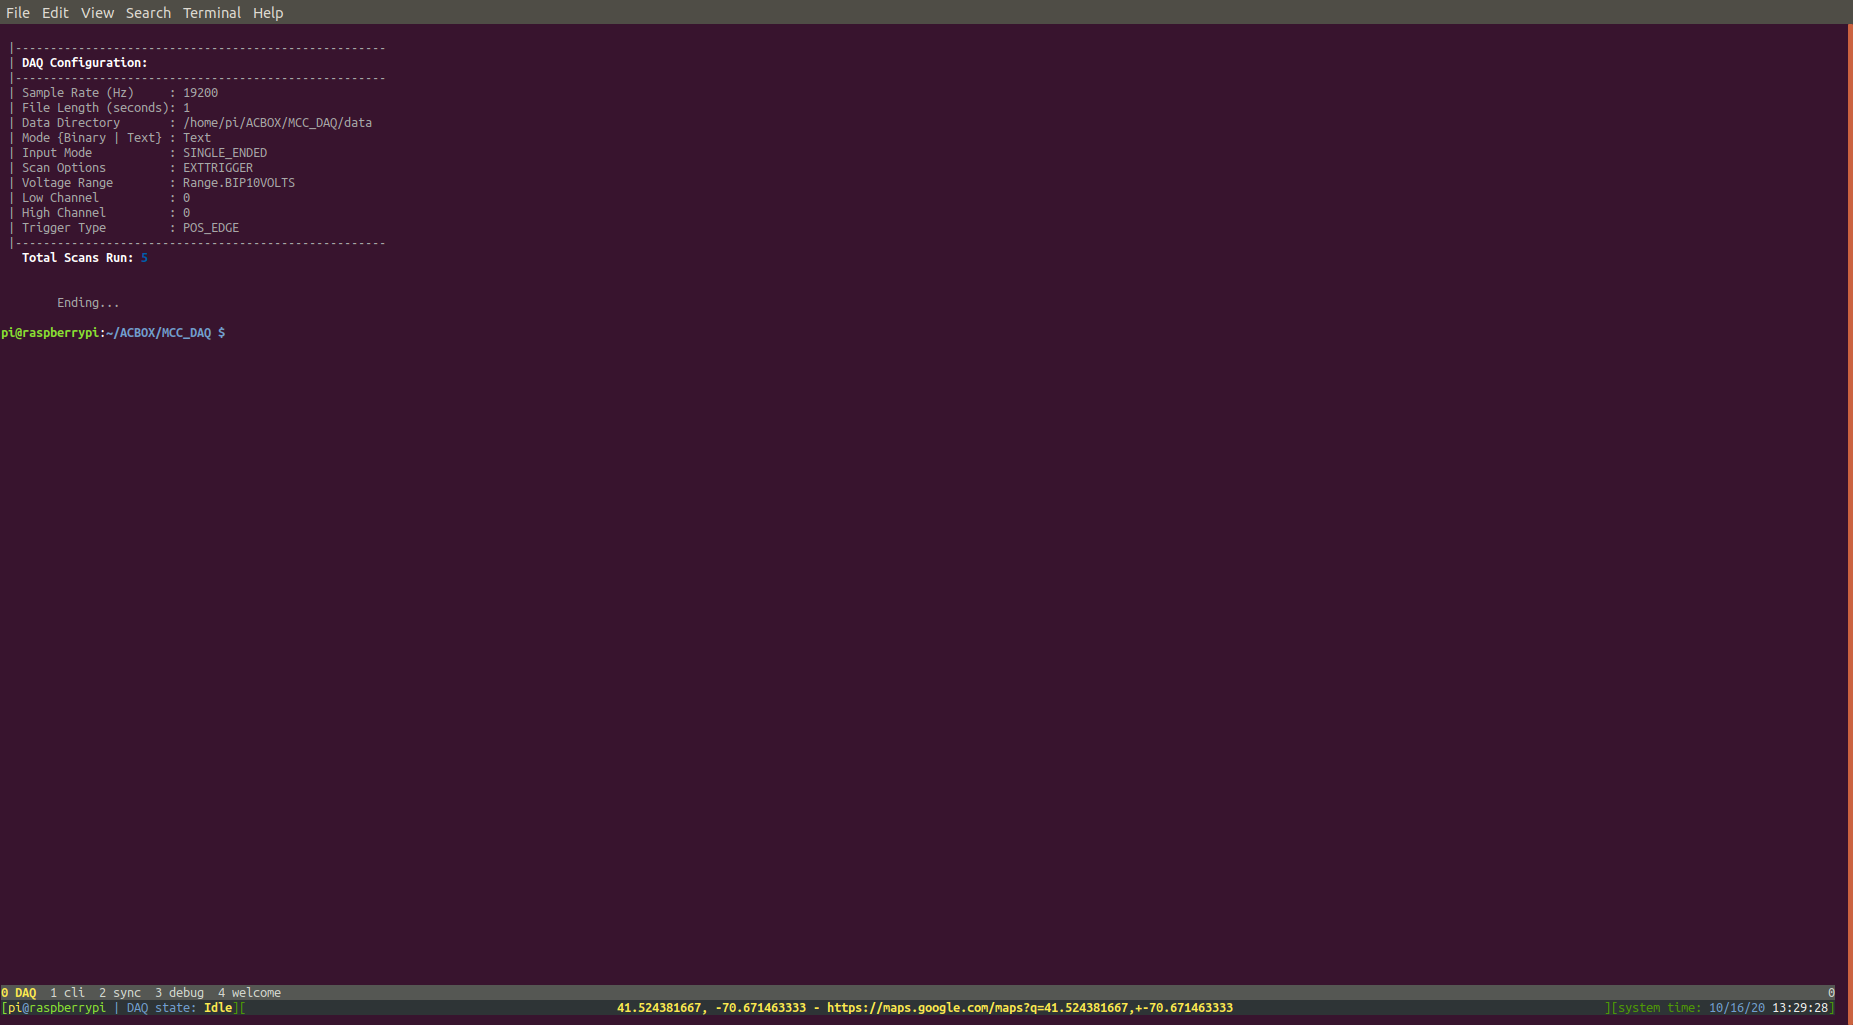 File Edit View Search Terminal Help
|-----------------------------------------------------
| DAQ Configuration:
|-----------------------------------------------------
| Sample Rate (Hz)     : 19200
| File Length (seconds): 1
| Data Directory       : /home/pi/ACBOX/MCC_DAQ/data
| Mode {Binary | Text} : Text
| Input Mode           : SINGLE_ENDED
| Scan Options         : EXTTRIGGER
| Voltage Range        : Range.BIP10VOLTS
| Low Channel          : 0
| High Channel         : 0
| Trigger Type         : POS_EDGE
|-----------------------------------------------------
Total Scans Run: 5
Ending...
pi@raspberrypi:~/ACBOX/MCC_DAQ $
0 DAQ  1 cli  2 sync  3 debug  4 welcome 0
[pi@raspberrypi | DAQ state: Idle][ 41.524381667, -70.671463333 - https://maps.google.com/maps?q=41.524381667,+-70.671463333 ][system time: 10/16/20 13:29:28]